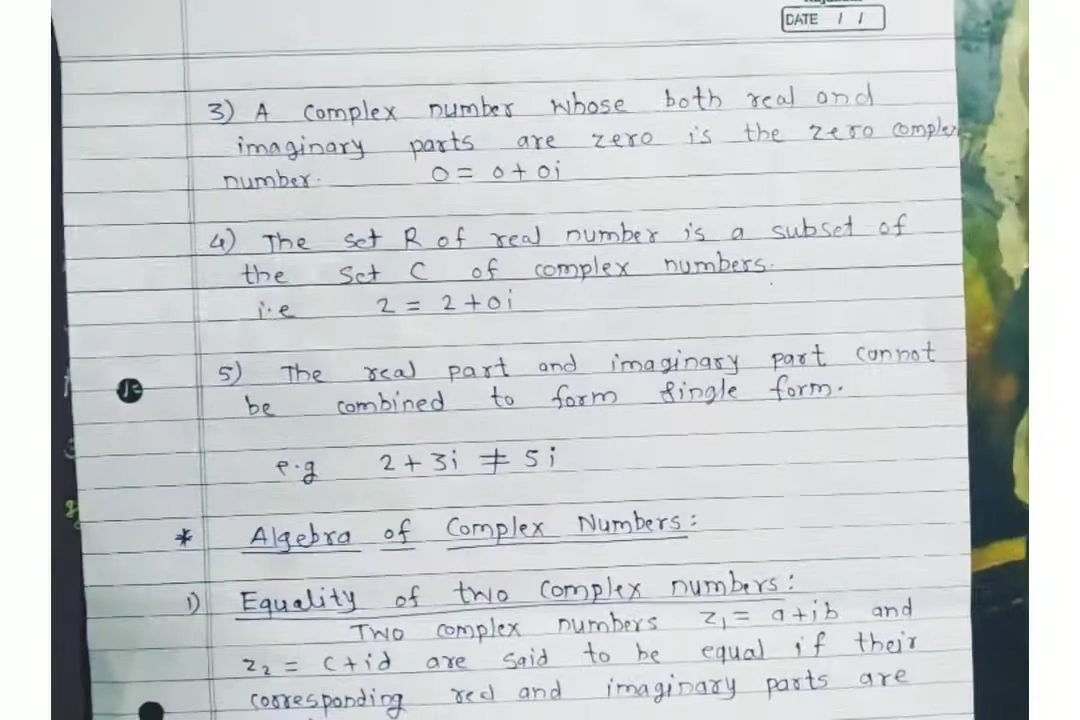 DATE / /
3) A complex number whose both real and
imaginary parts are zero is the zero complex
number. 0 = 0 + 0i
4) The set R of real number is a subset of
the set C of complex numbers.
i.e 2 = 2 + 0i
5) The real part and imaginary part cannot
be combined to form single form.
e.g 2 + 3i ≠ 5i
* Algebra of Complex Numbers:
1) Equality of two complex numbers:
Two complex numbers z₁ = a + ib and
z₂ = c + id are said to be equal if their
corresponding real and imaginary parts are